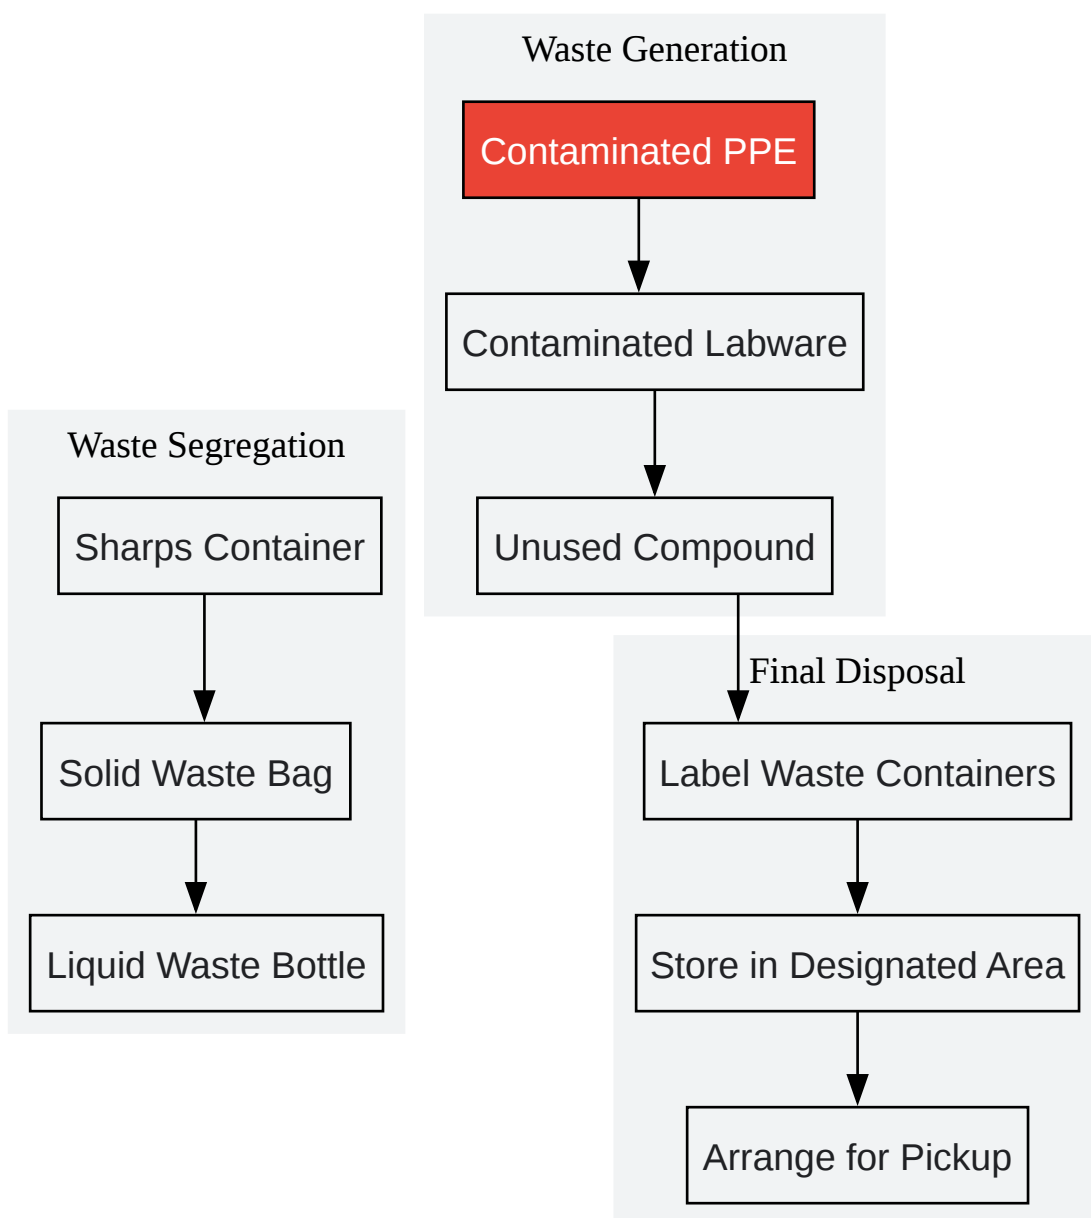 Waste Generation
Contaminated PPE
Contaminated Labware
Unused Compound
Waste Segregation
Sharps Container
Solid Waste Bag
Liquid Waste Bottle
Final Disposal
Label Waste Containers
Store in Designated Area
Arrange for Pickup